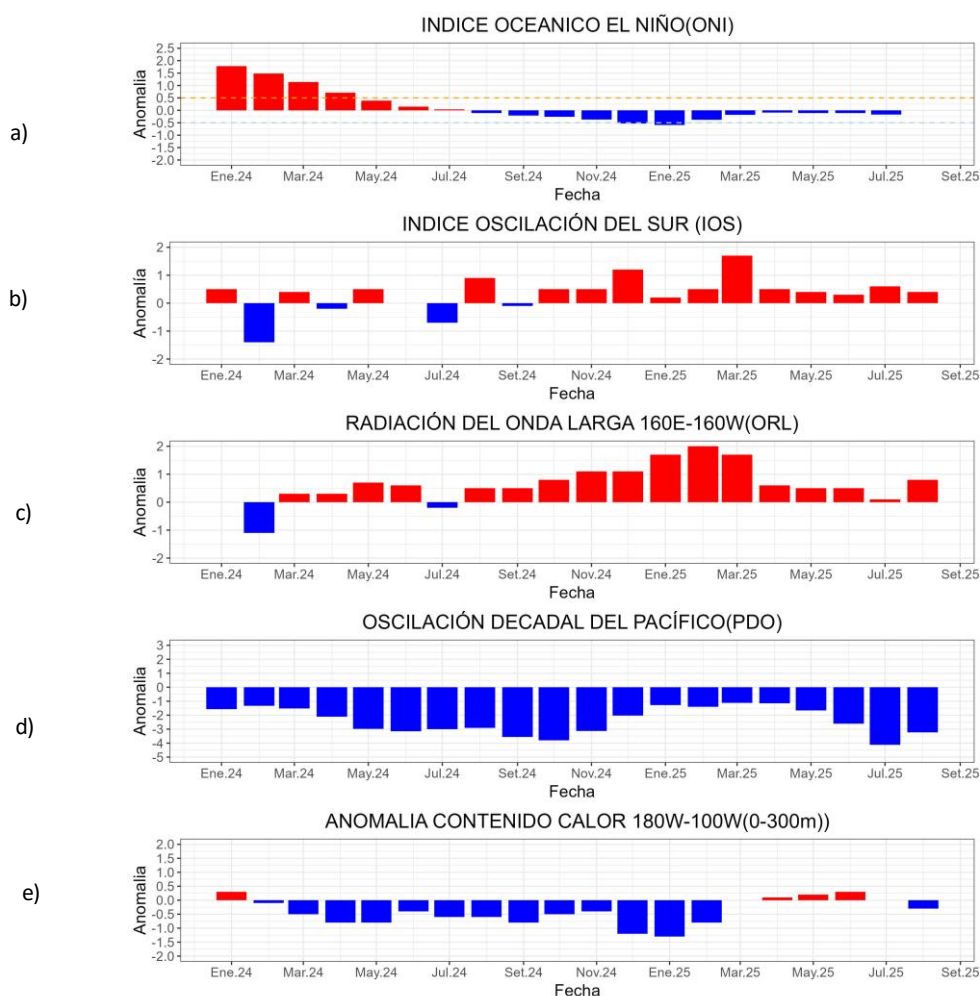 INDICE OCEANICO EL NIÑO(ONI)
a)
Anomalia
2.5
2.0
1.5
1.0
0.5
0.0
-0.5
-1.0
-1.5
-2.0
Ene.24 Mar.24 May.24 Jul.24 Set.24 Nov.24 Ene.25 Mar.25 May.25 Jul.25 Set.25
Fecha
INDICE OSCILACIÓN DEL SUR (IOS)
b)
Anomalía
2
1
0
-1
-2
Ene.24 Mar.24 May.24 Jul.24 Set.24 Nov.24 Ene.25 Mar.25 May.25 Jul.25 Set.25
Fecha
RADIACIÓN DEL ONDA LARGA 160E-160W(ORL)
c)
Anomalia
2
1
0
-1
-2
Ene.24 Mar.24 May.24 Jul.24 Set.24 Nov.24 Ene.25 Mar.25 May.25 Jul.25 Set.25
Fecha
OSCILACIÓN DECADAL DEL PACÍFICO(PDO)
d)
Anomalia
3
2
1
0
-1
-2
-3
-4
-5
Ene.24 Mar.24 May.24 Jul.24 Set.24 Nov.24 Ene.25 Mar.25 May.25 Jul.25 Set.25
Fecha
ANOMALIA CONTENIDO CALOR 180W-100W(0-300m))
e)
Anomalia
2.0
1.5
1.0
0.5
0.0
-0.5
-1.0
-1.5
-2.0
Ene.24 Mar.24 May.24 Jul.24 Set.24 Nov.24 Ene.25 Mar.25 May.25 Jul.25 Set.25
Fecha